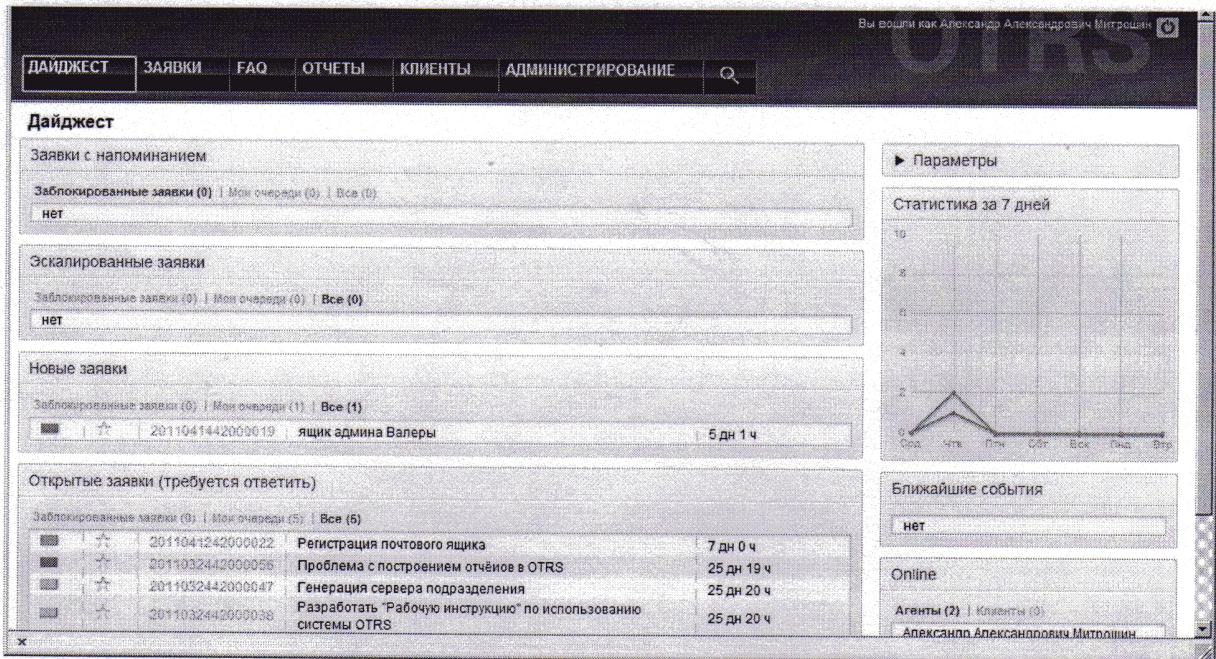 Вы вошли как Александр Александрович Митрошин
OTRS
ДАЙДЖЕСТ ЗАЯВКИ FAQ ОТЧЕТЫ КЛИЕНТЫ АДМИНИСТРИРОВАНИЕ
Дайджест
Заявки с напоминанием
Заблокированные заявки (0) | Мои очереди (0) | Все (0)
нет
Эскалированные заявки
Заблокированные заявки (0) | Мои очереди (0) | Все (0)
нет
Новые заявки
Заблокированные заявки (0) | Мои очереди (1) | Все (1)
2011041442000019 ящик админа Валеры 5 дн 1 ч
Открытые заявки (требуется ответить)
Заблокированные заявки (0) | Мои очереди (5) | Все (5)
2011041242000022 Регистрация почтового ящика 7 дн 0 ч
2011032442000056 Проблема с построением отчёиов в OTRS 25 дн 19 ч
2011032442000047 Генерация сервера подразделения 25 дн 20 ч
2011032442000038 Разработать "Рабочую инструкцию" по использованию
системы OTRS 25 дн 20 ч
Параметры
Статистика за 7 дней
10
8
6
4
2
0
Срд Чтв Птн Сбт Вск Пнд Втр
Ближайшие события
нет
Online
Агенты (2) | Клиенты (0)
Александр Александрович Митрошин